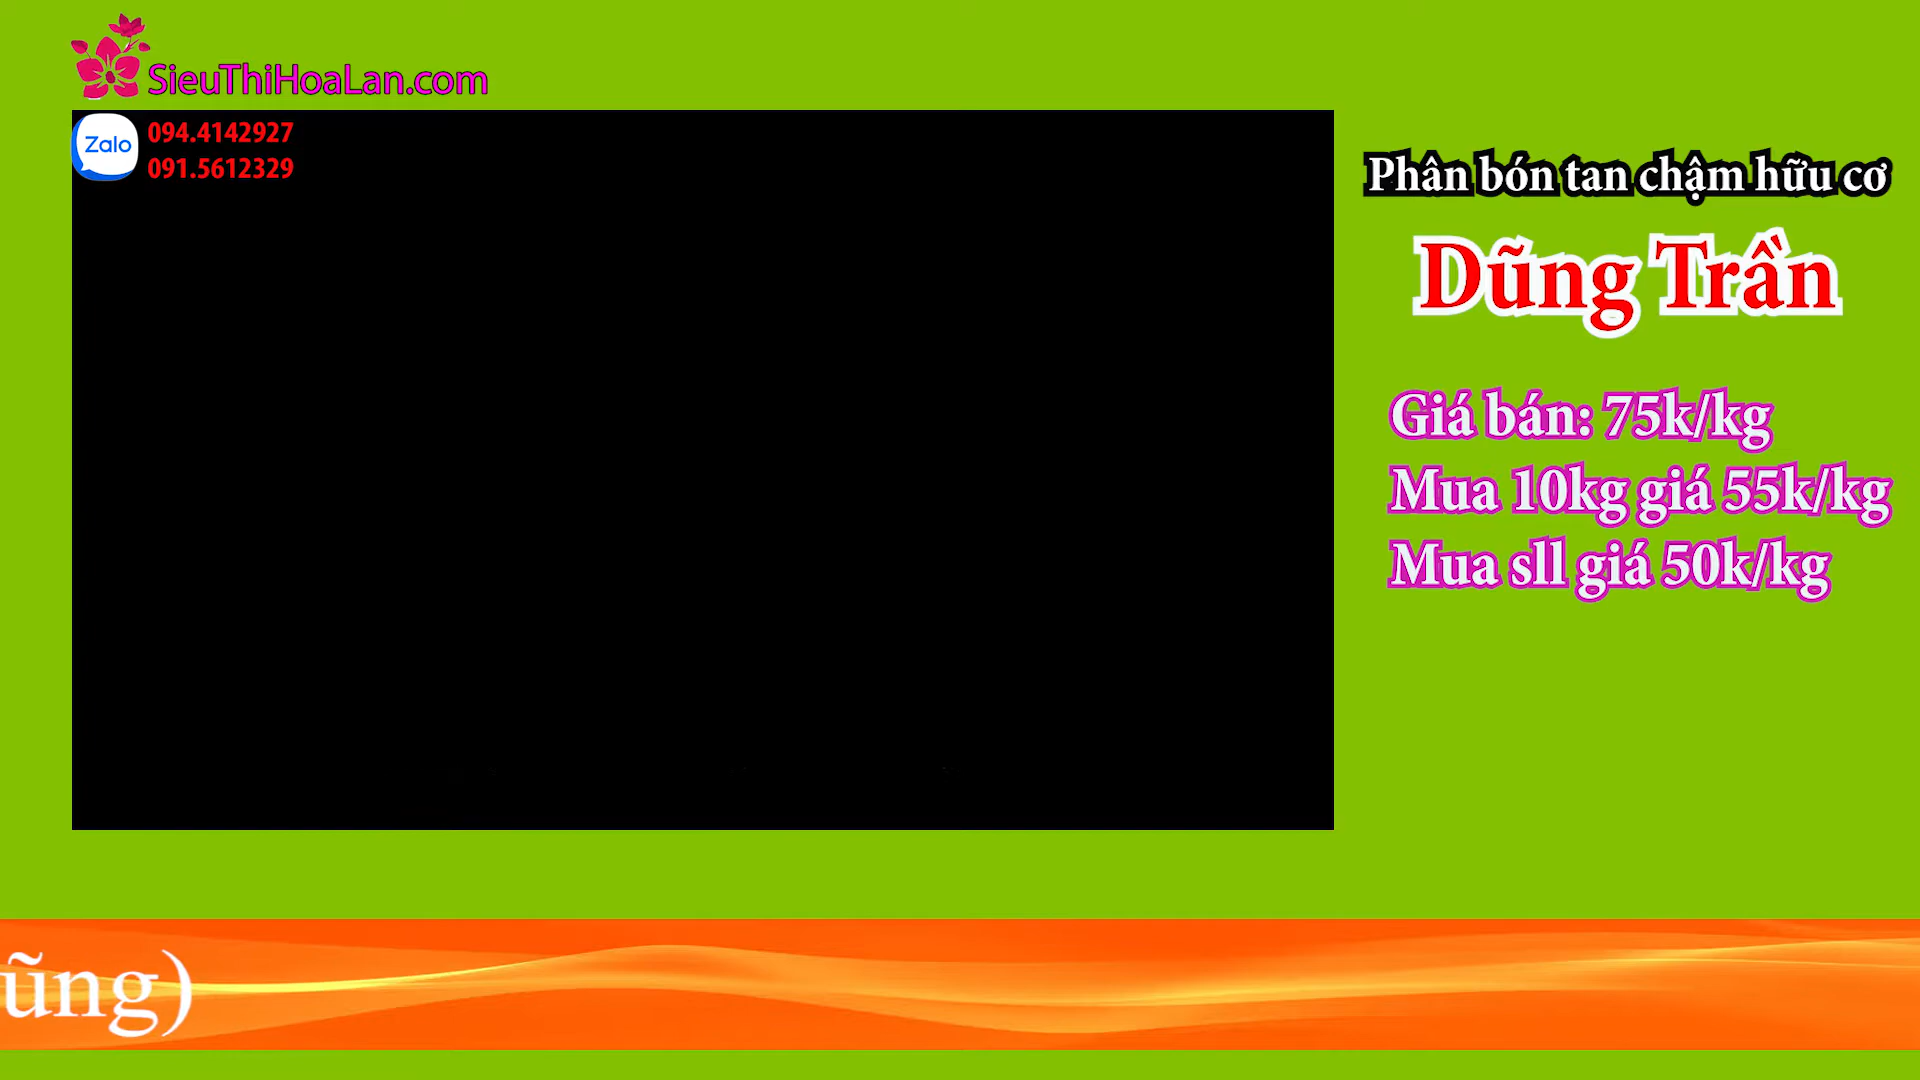 SieuThiHoaLan.com
Zalo
094.4142927
091.5612329
Phân bón tan chậm hữu cơ
Dũng Trần
Giá bán: 75k/kg
Mua 10kg giá 55k/kg
Mua sll giá 50k/kg
ũng)